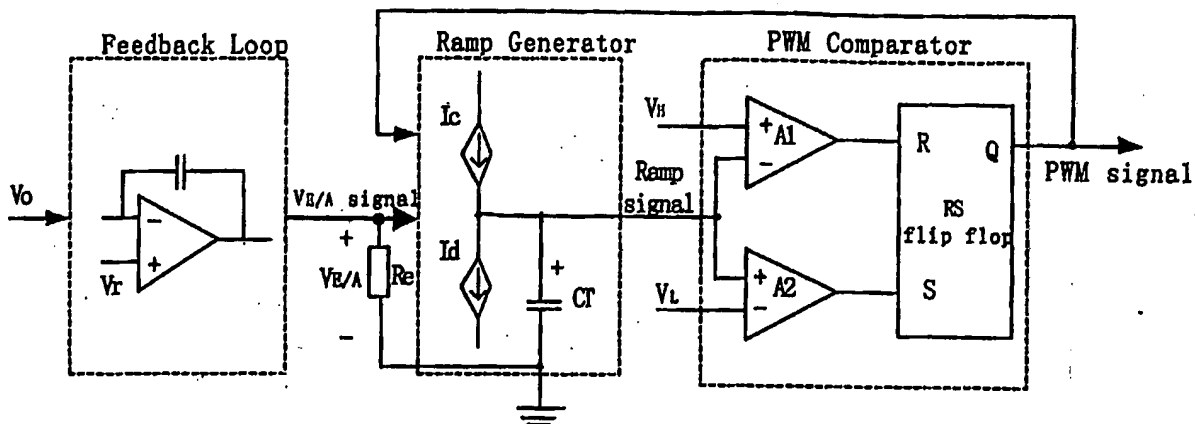 Feedback Loop
Ramp Generator
PWM Comparator
Vo
Vr
-
+
VE/A signal
+
VE/A
-
Re
Ic
Id
+
CT
Ramp
signal
VH
VL
+
A1
-
+
A2
-
R
Q
RS
flip flop
S
PWM signal